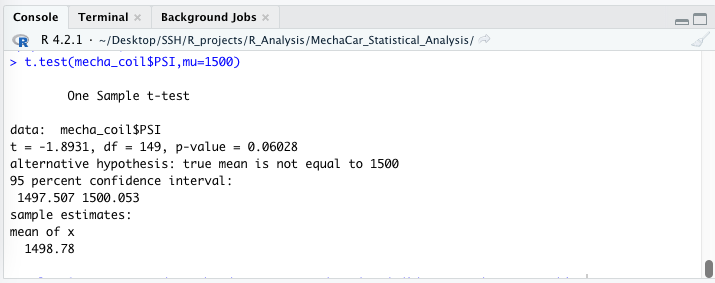 Console Terminal × Background Jobs ×
R 4.2.1 · ~/Desktop/SSH/R_projects/R_Analysis/MechaCar_Statistical_Analysis/
> t.test(mecha_coil$PSI,mu=1500)
One Sample t-test
data:  mecha_coil$PSI
t = -1.8931, df = 149, p-value = 0.06028
alternative hypothesis: true mean is not equal to 1500
95 percent confidence interval:
1497.507 1500.053
sample estimates:
mean of x
1498.78